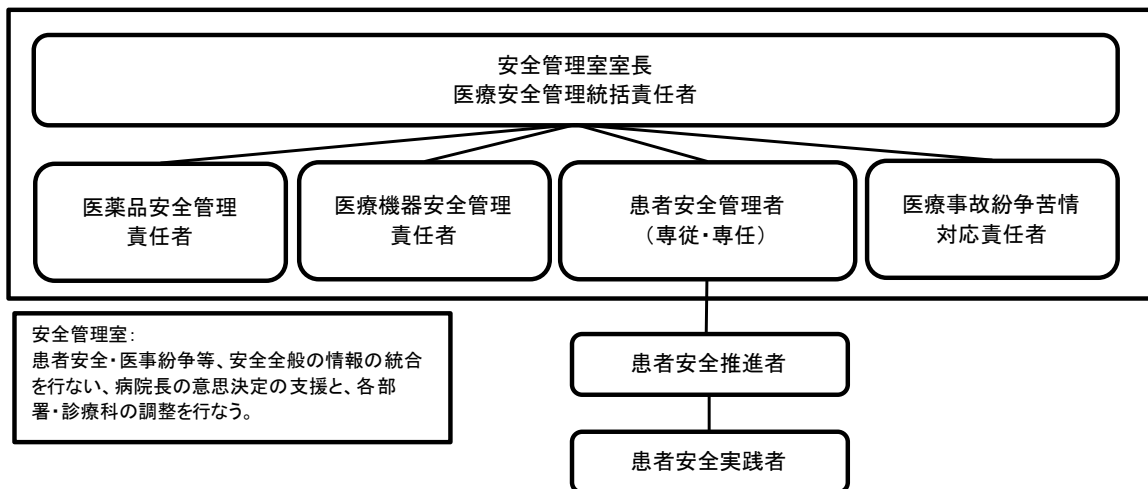 安全管理室室長
医療安全管理統括責任者
医薬品安全管理
責任者
医療機器安全管理
責任者
患者安全管理者
（専従・専任）
医療事故紛争苦情
対応責任者
安全管理室：
患者安全・医事紛争等、安全全般の情報の統合
を行ない、病院長の意思決定の支援と、各部
署・診療科の調整を行なう。
患者安全推進者
患者安全実践者